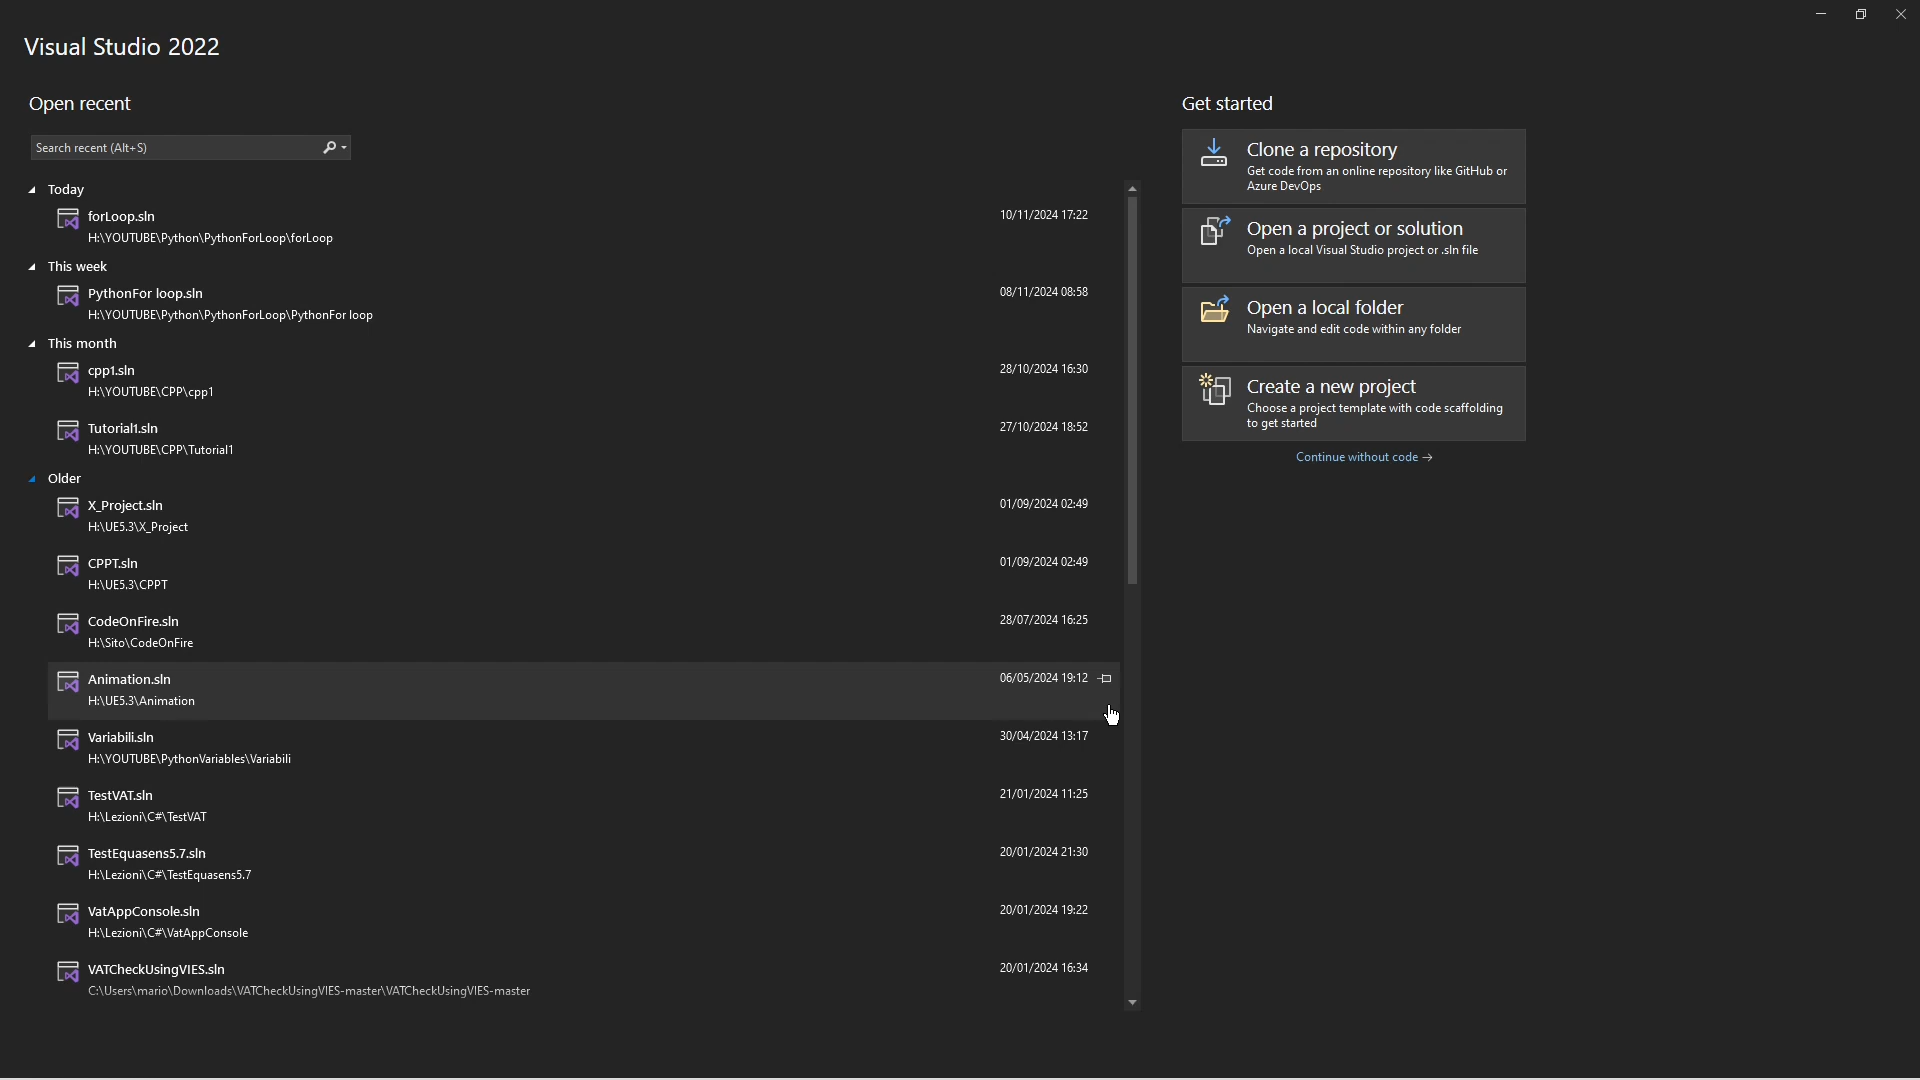 Visual Studio 2022
Open recent
Search recent (Alt+S)
Today
forLoop.sln
10/11/2024 17:22
H:\YOUTUBE\Python\PythonForLoop\forLoop
This week
PythonFor loop.sln
08/11/2024 08:58
H:\YOUTUBE\Python\PythonForLoop\PythonFor loop
This month
cpp1.sln
28/10/2024 16:30
H:\YOUTUBE\CPP\cpp1
Tutorial1.sln
27/10/2024 18:52
H:\YOUTUBE\CPP\Tutorial1
Older
X_Project.sln
01/09/2024 02:49
H:\UE5.3\X_Project
CPPT.sln
01/09/2024 02:49
H:\UE5.3\CPPT
CodeOnFire.sln
28/07/2024 16:25
H:\Sito\CodeOnFire
Animation.sln
06/05/2024 19:12
H:\UE5.3\Animation
Variabili.sln
30/04/2024 13:17
H:\YOUTUBE\PythonVariables\Variabili
TestVAT.sln
21/01/2024 11:25
H:\Lezioni\C#\TestVAT
TestEquasens5.7.sln
20/01/2024 21:30
H:\Lezioni\C#\TestEquasens5.7
VatAppConsole.sln
20/01/2024 19:22
H:\Lezioni\C#\VatAppConsole
VATCheckUsingVIES.sln
20/01/2024 16:34
C:\Users\mario\Downloads\VATCheckUsingVIES-master\VATCheckUsingVIES-master
Get started
Clone a repository
Get code from an online repository like GitHub or
Azure DevOps
Open a project or solution
Open a local Visual Studio project or .sln file
Open a local folder
Navigate and edit code within any folder
Create a new project
Choose a project template with code scaffolding
to get started
Continue without code →